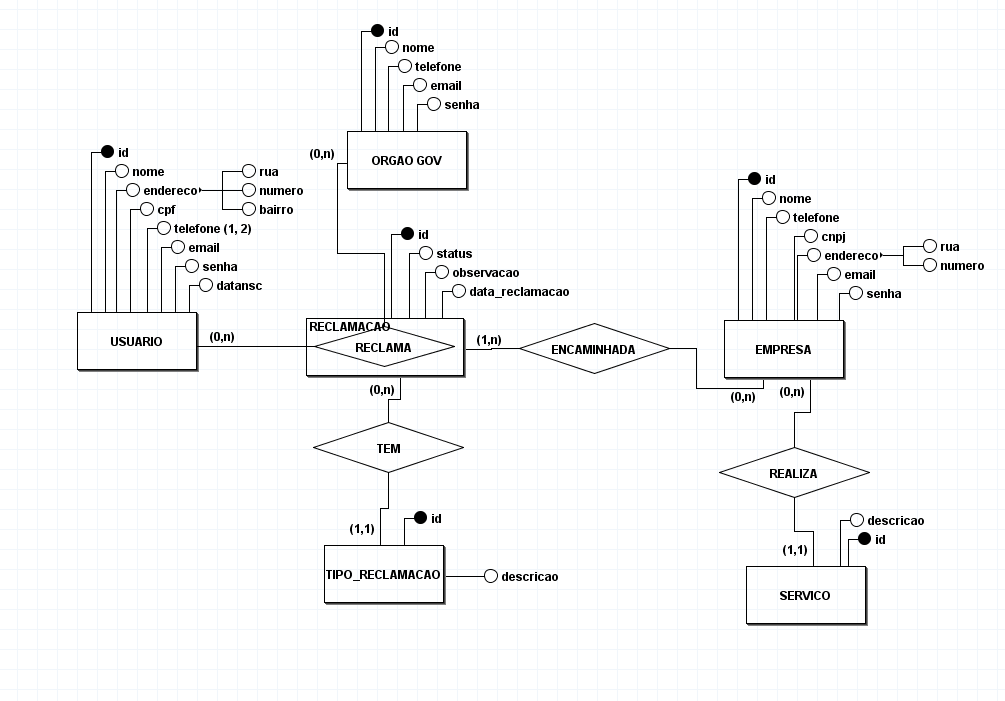 id
nome
telefone
email
senha
(0,n)
ORGAO GOV
id
nome
endereco
rua
numero
bairro
cpf
telefone (1, 2)
email
senha
datansc
USUARIO
(0,n)
id
status
observacao
data_reclamacao
RECLAMACAO
RECLAMA
(1,n)
ENCAMINHADA
(0,n)
id
nome
telefone
cnpj
endereco
rua
numero
email
senha
EMPRESA
(0,n)
(0,n)
TEM
(1,1)
id
TIPO_RECLAMACAO
descricao
REALIZA
(1,1)
descricao
id
SERVICO